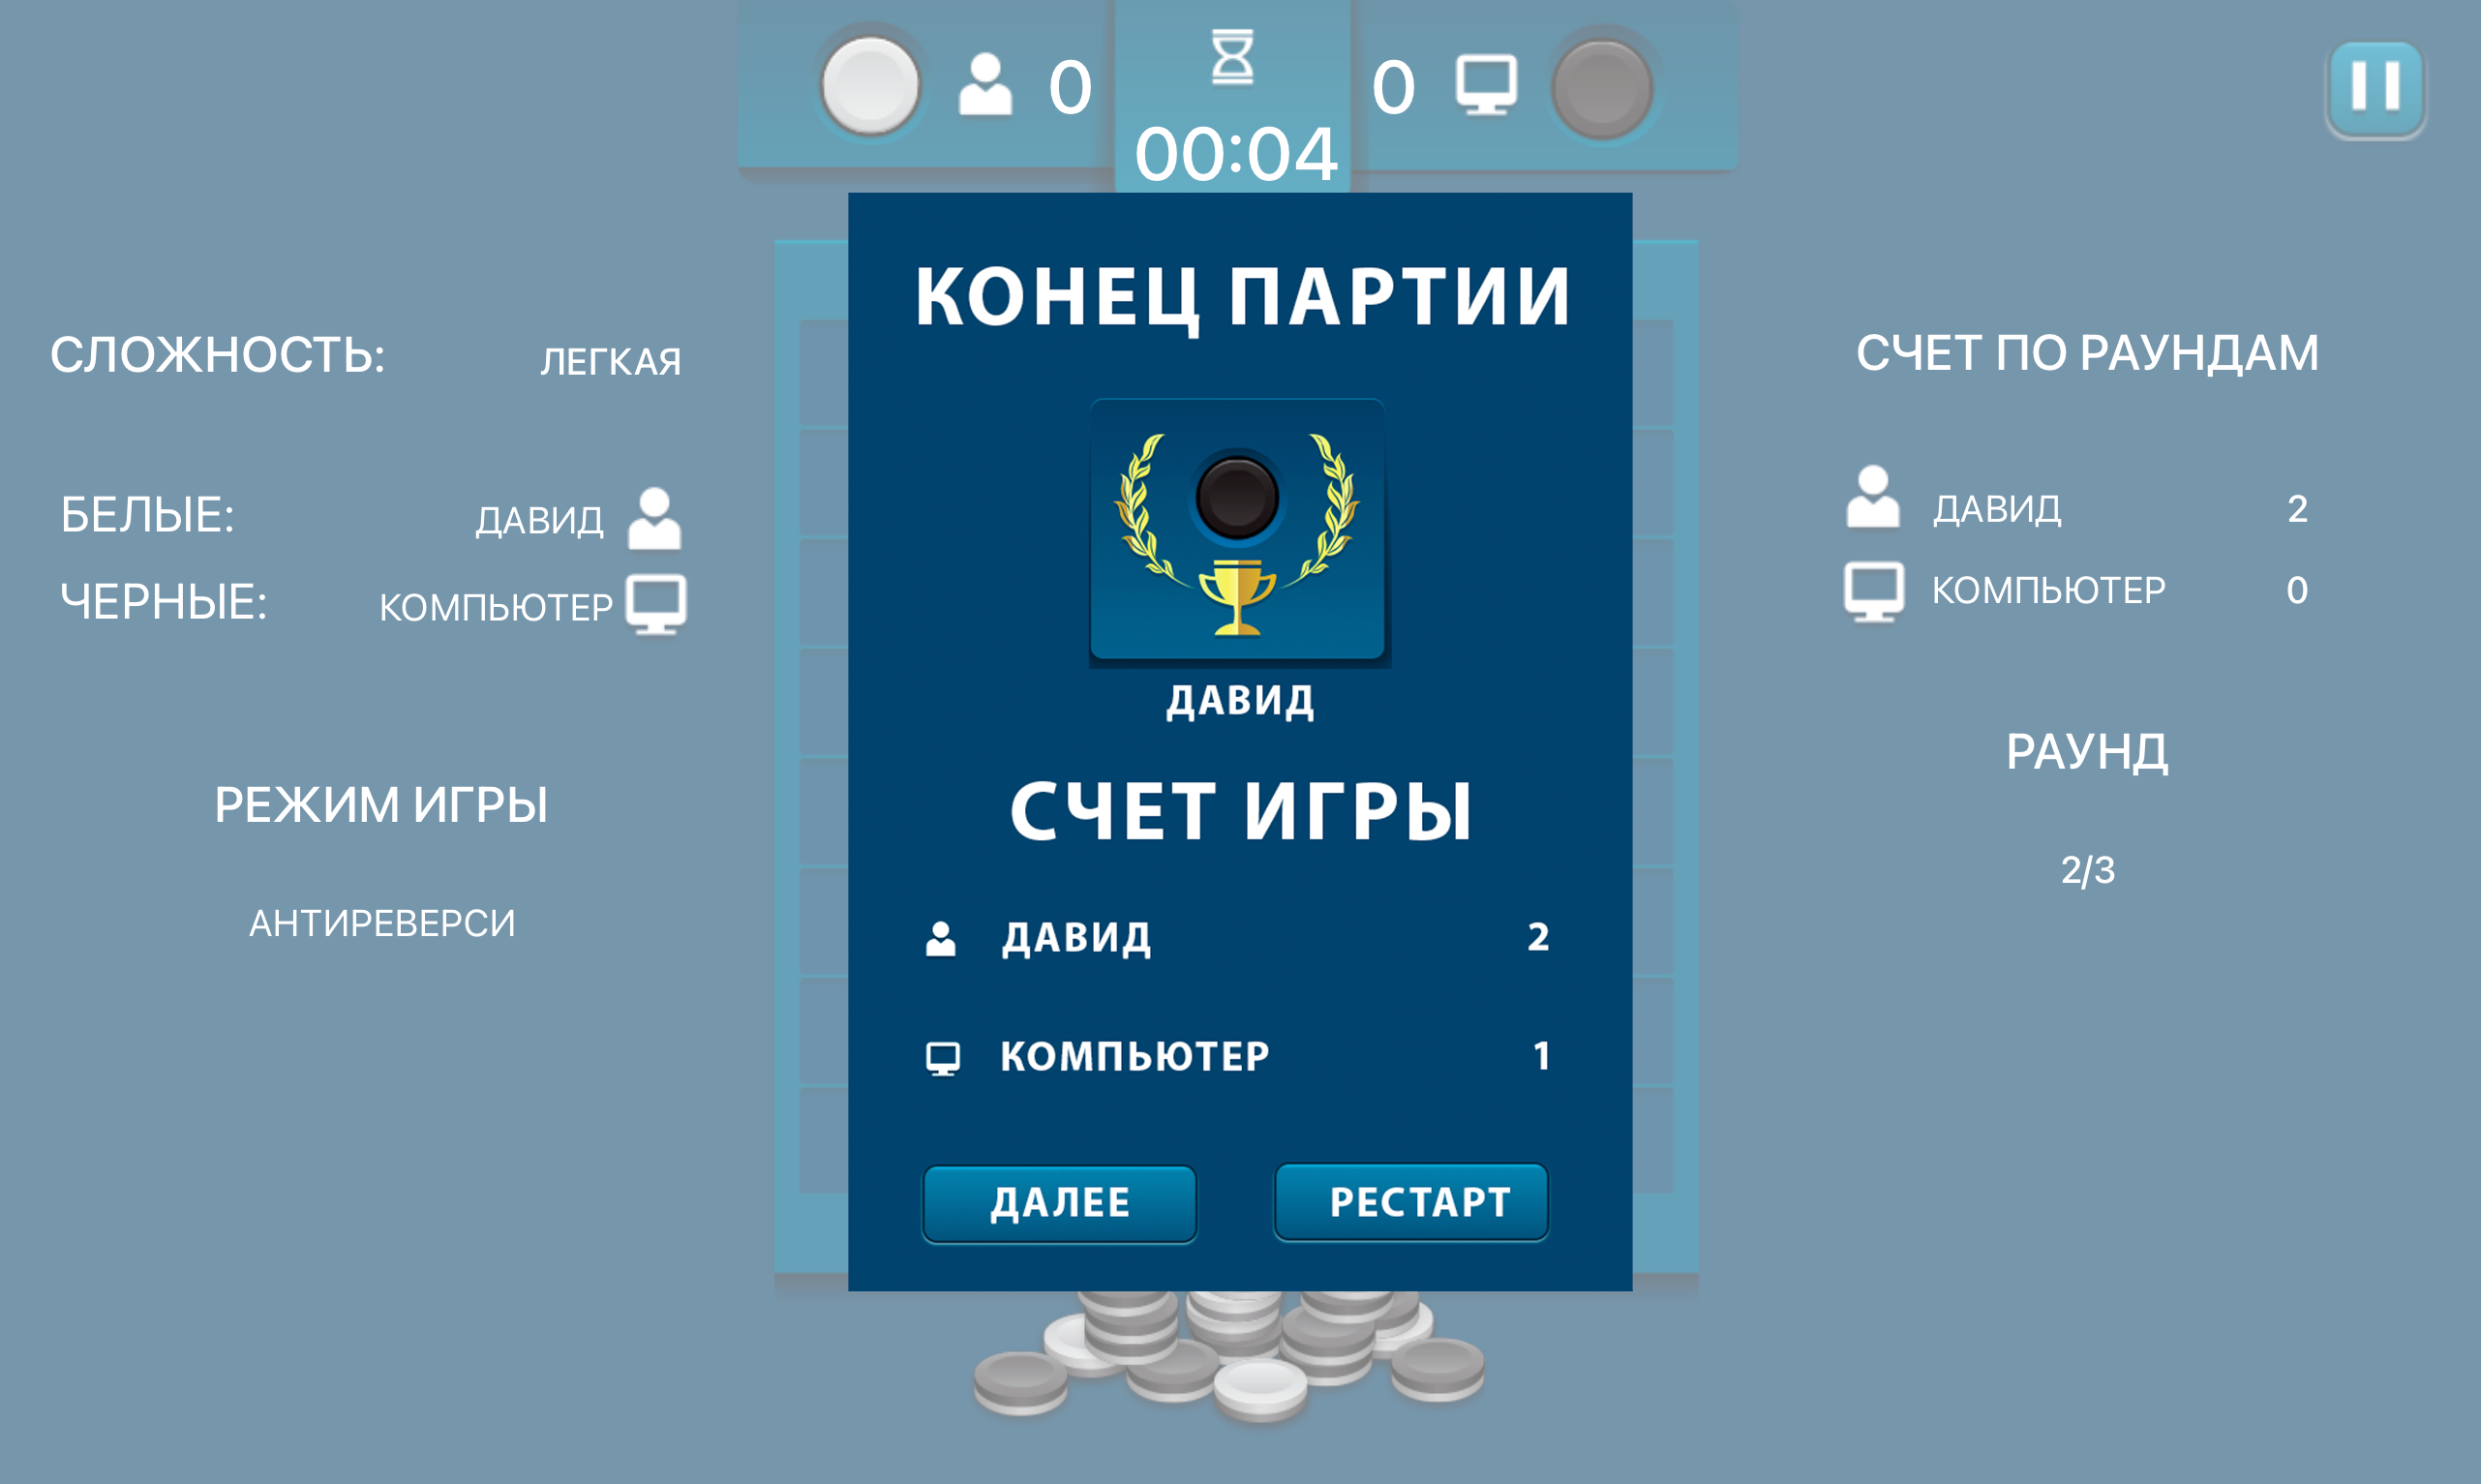 0
0
00:04
КОНЕЦ ПАРТИИ
СЛОЖНОСТЬ: ЛЕГКАЯ
БЕЛЫЕ: ДАВИД
ЧЕРНЫЕ: КОМПЬЮТЕР
РЕЖИМ ИГРЫ
АНТИРЕВЕРСИ
ДАВИД
СЧЕТ ИГРЫ
ДАВИД 2
КОМПЬЮТЕР 1
ДАЛЕЕ
РЕСТАРТ
СЧЕТ ПО РАУНДАМ
ДАВИД 2
КОМПЬЮТЕР 0
РАУНД
2/3